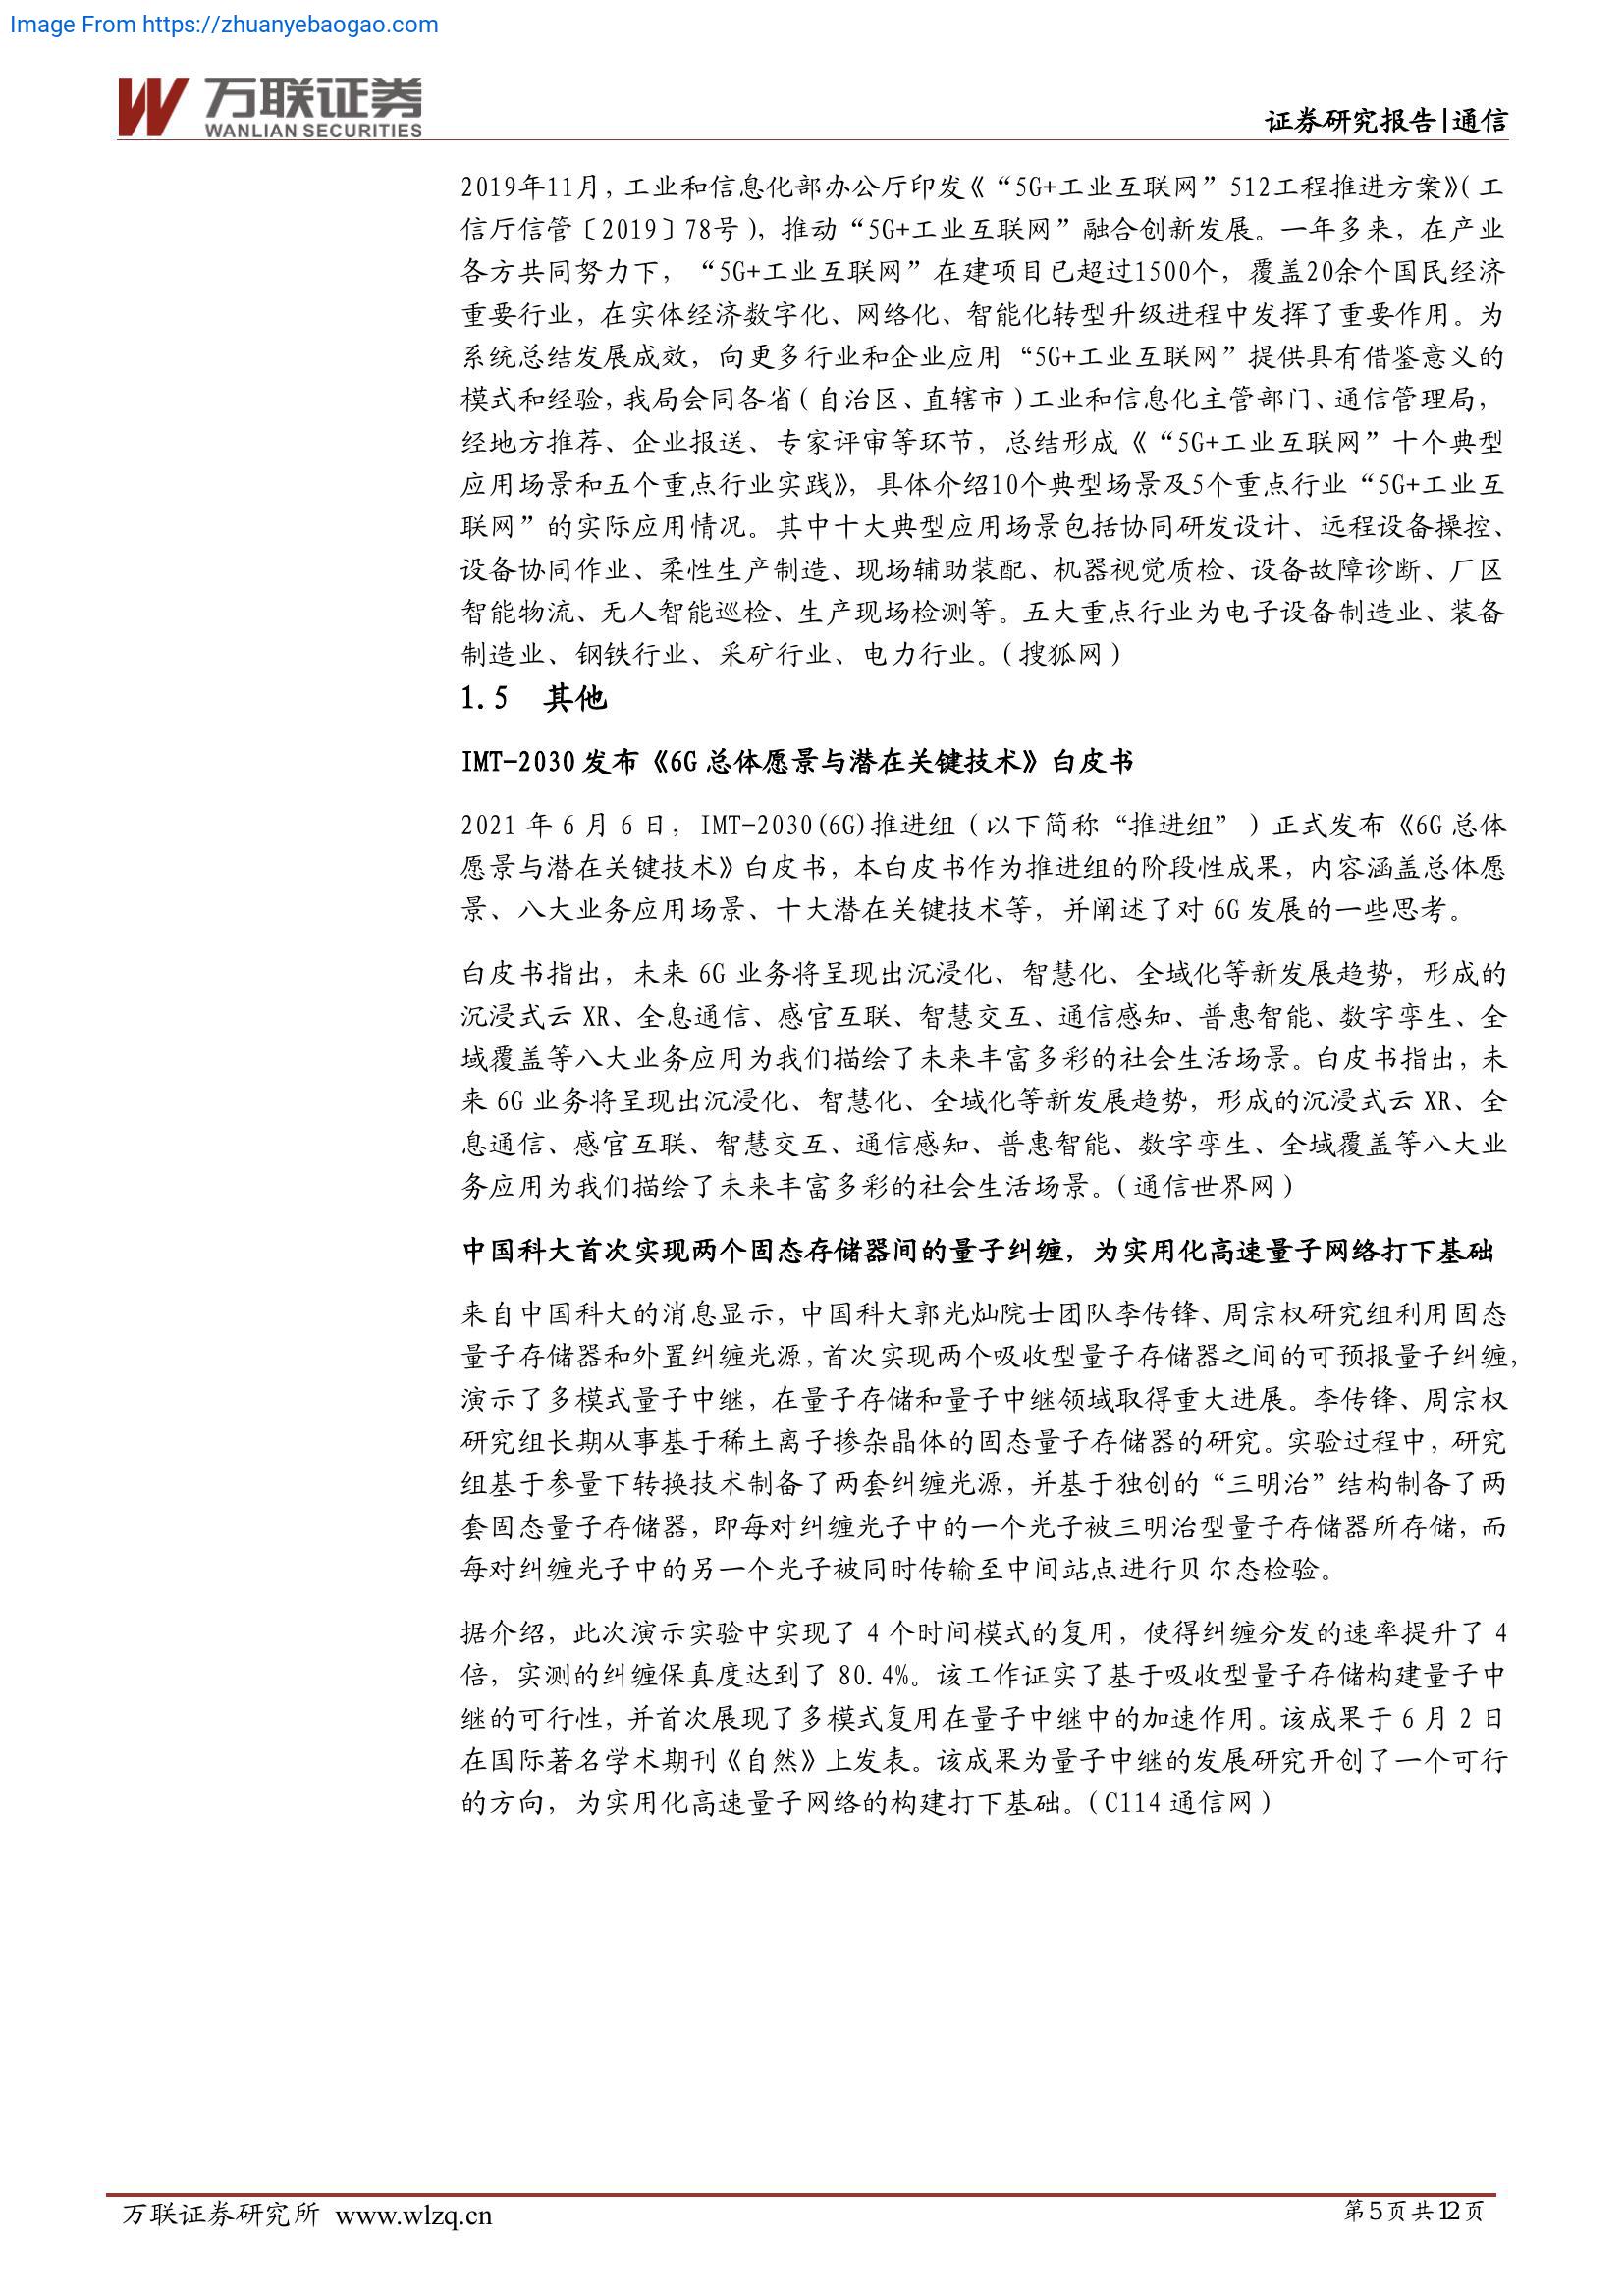 Image From https://zhuanyebaogao.com
万联证券
WANLIAN SECURITIES
证券研究报告|通信
2019年11月，工业和信息化部办公厅印发《“5G+工业互联网”512工程推进方案》（工
信厅信管〔2019〕78号），推动“5G+工业互联网”融合创新发展。一年多来，在产业
各方共同努力下，“5G+工业互联网”在建项目已超过1500个，覆盖20余个国民经济
重要行业，在实体经济数字化、网络化、智能化转型升级进程中发挥了重要作用。为
系统总结发展成效，向更多行业和企业应用“5G+工业互联网”提供具有借鉴意义的
模式和经验，我局会同各省（自治区、直辖市）工业和信息化主管部门、通信管理局，
经地方推荐、企业报送、专家评审等环节，总结形成《“5G+工业互联网”十个典型
应用场景和五个重点行业实践》，具体介绍10个典型场景及5个重点行业“5G+工业互
联网”的实际应用情况。其中十大典型应用场景包括协同研发设计、远程设备操控、
设备协同作业、柔性生产制造、现场辅助装配、机器视觉质检、设备故障诊断、厂区
智能物流、无人智能巡检、生产现场检测等。五大重点行业为电子设备制造业、装备
制造业、钢铁行业、采矿行业、电力行业。（搜狐网）
1.5 其他
IMT-2030 发布《6G 总体愿景与潜在关键技术》白皮书
2021 年 6 月 6 日，IMT-2030(6G)推进组（以下简称“推进组”）正式发布《6G 总体
愿景与潜在关键技术》白皮书，本白皮书作为推进组的阶段性成果，内容涵盖总体愿
景、八大业务应用场景、十大潜在关键技术等，并阐述了对 6G 发展的一些思考。
白皮书指出，未来 6G 业务将呈现出沉浸化、智慧化、全域化等新发展趋势，形成的
沉浸式云 XR、全息通信、感官互联、智慧交互、通信感知、普惠智能、数字孪生、全
域覆盖等八大业务应用为我们描绘了未来丰富多彩的社会生活场景。白皮书指出，未
来 6G 业务将呈现出沉浸化、智慧化、全域化等新发展趋势，形成的沉浸式云 XR、全
息通信、感官互联、智慧交互、通信感知、普惠智能、数字孪生、全域覆盖等八大业
务应用为我们描绘了未来丰富多彩的社会生活场景。（通信世界网）
中国科大首次实现两个固态存储器间的量子纠缠，为实用化高速量子网络打下基础
来自中国科大的消息显示，中国科大郭光灿院士团队李传锋、周宗权研究组利用固态
量子存储器和外置纠缠光源，首次实现两个吸收型量子存储器之间的可预报量子纠缠，
演示了多模式量子中继，在量子存储和量子中继领域取得重大进展。李传锋、周宗权
研究组长期从事基于稀土离子掺杂晶体的固态量子存储器的研究。实验过程中，研究
组基于参量下转换技术制备了两套纠缠光源，并基于独创的“三明治”结构制备了两
套固态量子存储器，即每对纠缠光子中的一个光子被三明治型量子存储器所存储，而
每对纠缠光子中的另一个光子被同时传输至中间站点进行贝尔态检验。
据介绍，此次演示实验中实现了 4 个时间模式的复用，使得纠缠分发的速率提升了 4
倍，实测的纠缠保真度达到了 80.4%。该工作证实了基于吸收型量子存储构建量子中
继的可行性，并首次展现了多模式复用在量子中继中的加速作用。该成果于 6 月 2 日
在国际著名学术期刊《自然》上发表。该成果为量子中继的发展研究开创了一个可行
的方向，为实用化高速量子网络的构建打下基础。（C114 通信网）
万联证券研究所 www.wlzq.cn
第5页共12页